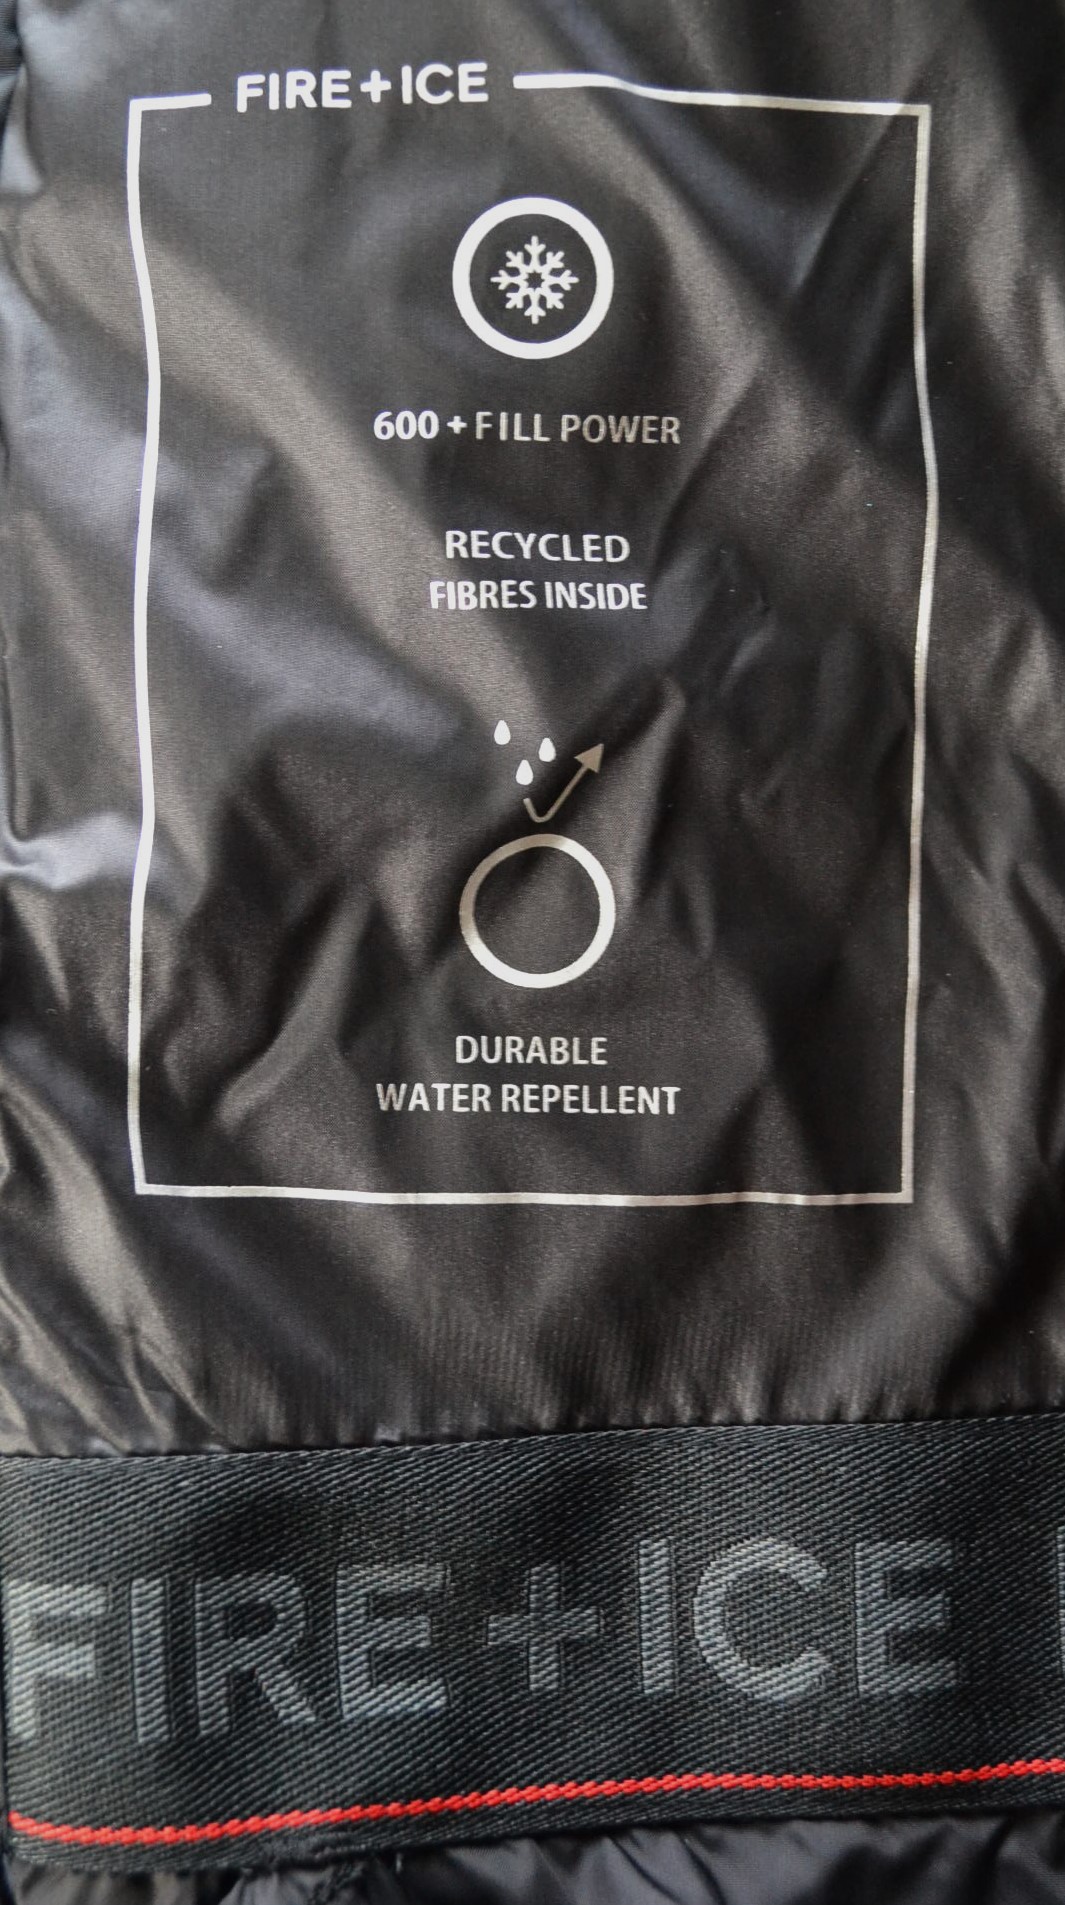 FIRE+ICE
600 + FILL POWER
RECYCLED
FIBRES INSIDE
DURABLE
WATER REPELLENT
FIRE+ICE